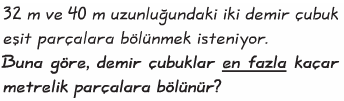 32 m ve 40 m uzunluğundaki iki demir çubuk
eşit parçalara bölünmek isteniyor.
Buna göre, demir çubuklar en fazla kaçar
metrelik parçalara bölünür?